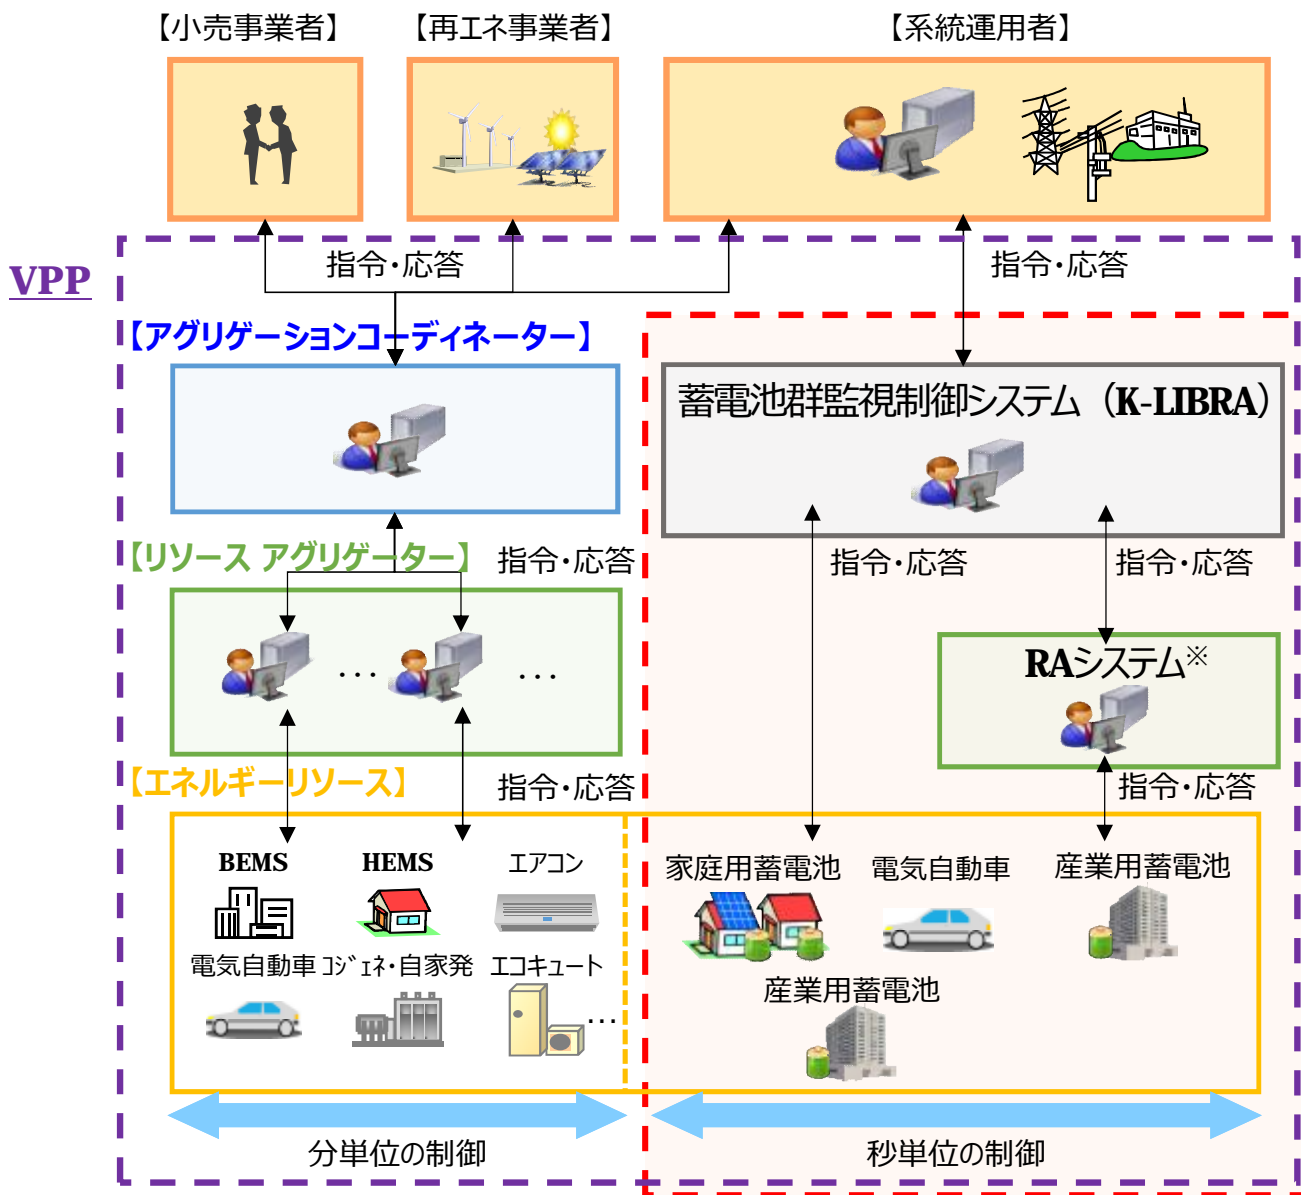 【小売事業者】
【再エネ事業者】
【系統運用者】
指令・応答
指令・応答
VPP
【アグリゲーションコーディネーター】
蓄電池群監視制御システム（K-LIBRA）
【リソース アグリゲーター】
指令・応答
指令・応答
指令・応答
…
…
RAシステム※
【エネルギーリソース】
指令・応答
指令・応答
BEMS
HEMS
エアコン
家庭用蓄電池
電気自動車
産業用蓄電池
電気自動車
ｺｼﾞｪﾈ・自家発
エコキュート
…
産業用蓄電池
分単位の制御
秒単位の制御